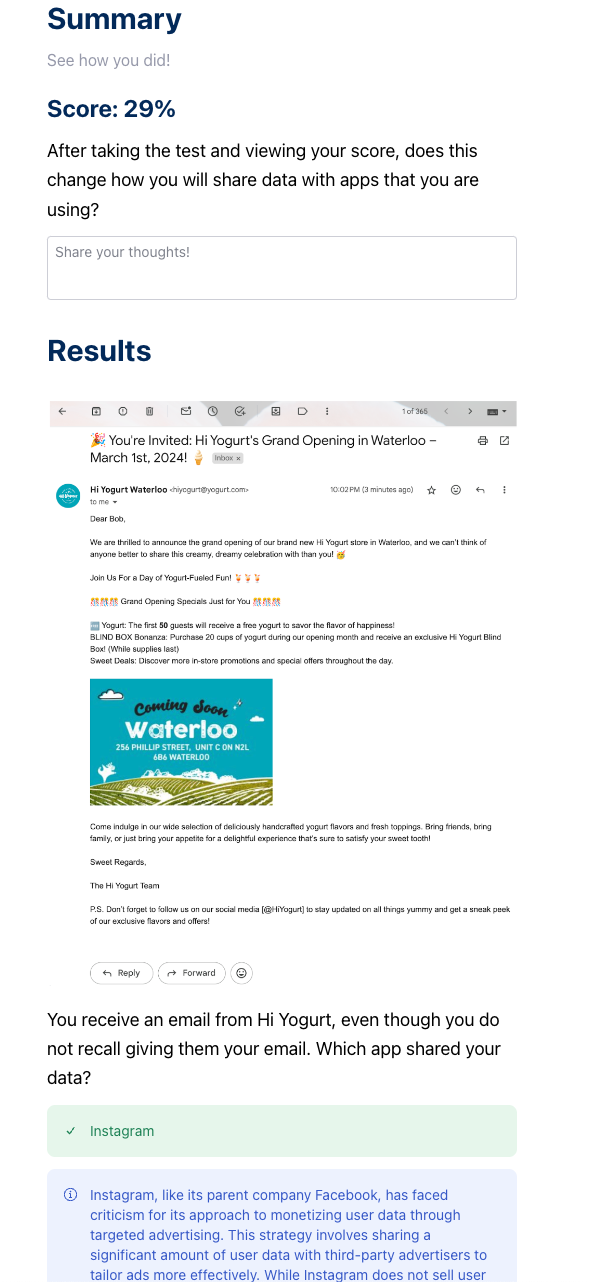 Summary
See how you did!
Score: 29%
After taking the test and viewing your score, does this
change how you will share data with apps that you are
using?
Share your thoughts!
Results
1 of 365
🎉 You're Invited: Hi Yogurt's Grand Opening in Waterloo –
March 1st, 2024! 🍦 Inbox ×
Hi Yogurt Waterloo <hiyogurt@yogurt.com> 10:02 PM (3 minutes ago)
to me
Dear Bob,
We are thrilled to announce the grand opening of our brand new Hi Yogurt store in Waterloo, and we can't think of
anyone better to share this creamy, dreamy celebration with than you! 🥳
Join Us For a Day of Yogurt-Fueled Fun! 🍹🍹🍹
🎊🎊🎊 Grand Opening Specials Just for You 🎊🎊🎊
🆓 Yogurt: The first 50 guests will receive a free yogurt to savor the flavor of happiness!
BLIND BOX Bonanza: Purchase 20 cups of yogurt during our opening month and receive an exclusive Hi Yogurt Blind
Box! (While supplies last)
Sweet Deals: Discover more in-store promotions and special offers throughout the day.
Coming Soon
Waterloo
256 PHILLIP STREET, UNIT C ON N2L
6B6 WATERLOO
Come indulge in our wide selection of deliciously handcrafted yogurt flavors and fresh toppings. Bring friends, bring
family, or just bring your appetite for a delightful experience that's sure to satisfy your sweet tooth!
Sweet Regards,
The Hi Yogurt Team
P.S. Don't forget to follow us on our social media [@HiYogurt] to stay updated on all things yummy and get a sneak peek
of our exclusive flavors and offers!
Reply Forward
You receive an email from Hi Yogurt, even though you do
not recall giving them your email. Which app shared your
data?
Instagram
Instagram, like its parent company Facebook, has faced
criticism for its approach to monetizing user data through
targeted advertising. This strategy involves sharing a
significant amount of user data with third-party advertisers to
tailor ads more effectively. While Instagram does not sell user